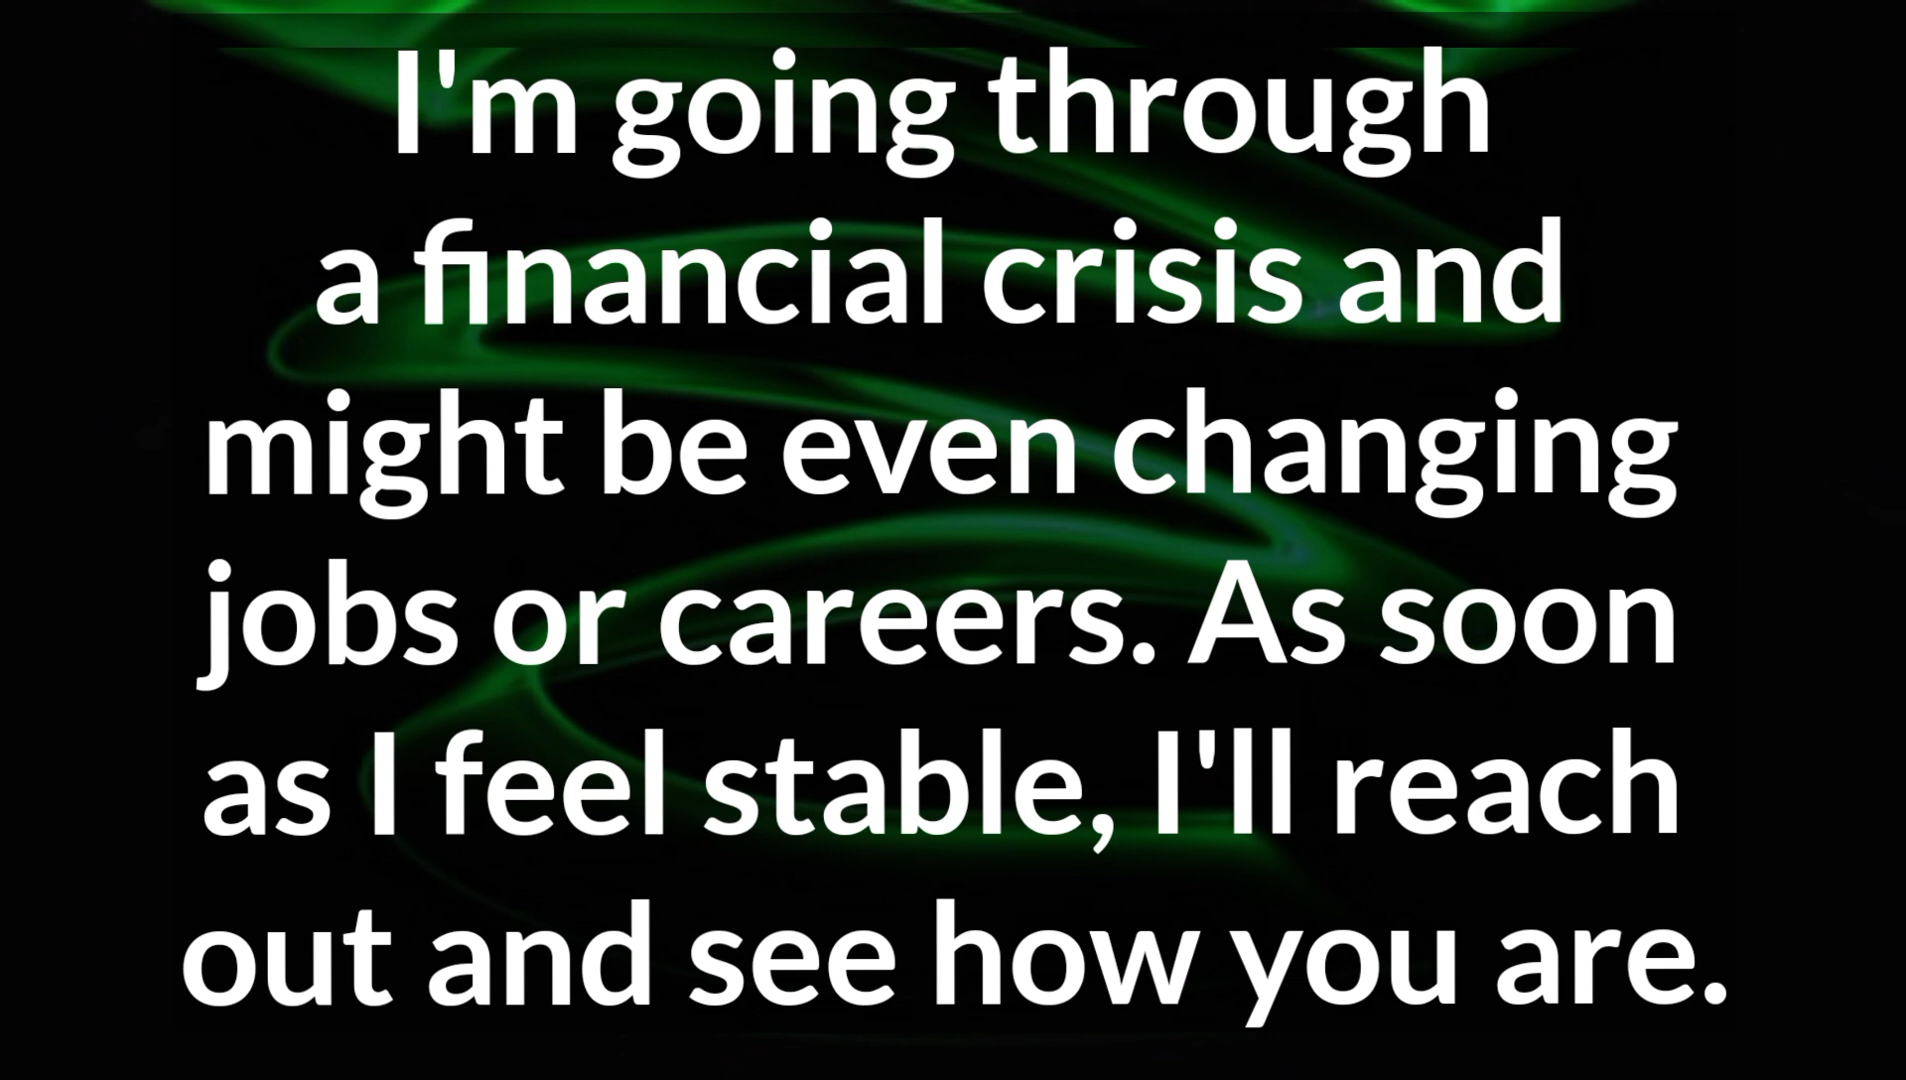 I'm going through
a financial crisis and
might be even changing
jobs or careers. As soon
as I feel stable, I'll reach
out and see how you are.